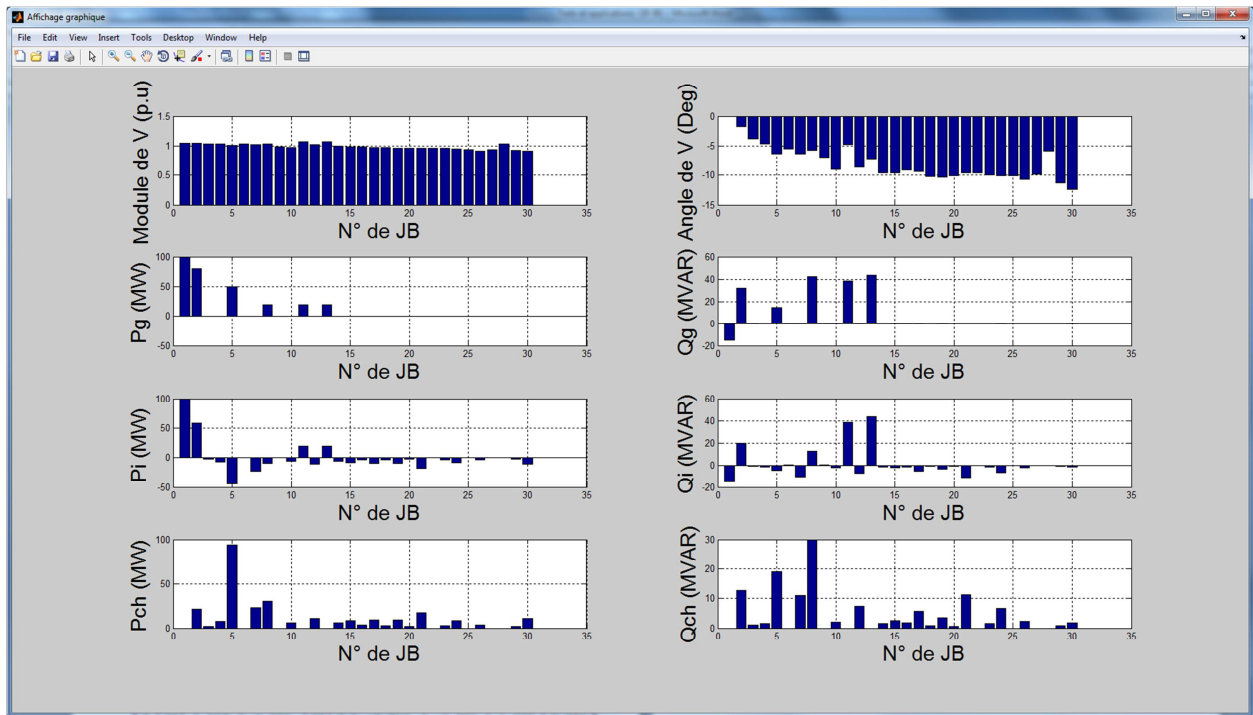 Affichage graphique
File Edit View Insert Tools Desktop Window Help
Module de V (p.u)
1.5
1
0.5
0
0 5 10 15 20 25 30 35
N° de JB
Angle de V (Deg)
0
-5
-10
-15
0 5 10 15 20 25 30 35
N° de JB
Pg (MW)
100
50
0
-50
0 5 10 15 20 25 30 35
N° de JB
Qg (MVAR)
60
40
20
0
-20
0 5 10 15 20 25 30 35
N° de JB
Pi (MW)
100
50
0
-50
0 5 10 15 20 25 30 35
N° de JB
Qi (MVAR)
60
40
20
0
-20
0 5 10 15 20 25 30 35
N° de JB
Pch (MW)
100
50
0
0 5 10 15 20 25 30 35
N° de JB
Qch (MVAR)
30
20
10
0
0 5 10 15 20 25 30 35
N° de JB